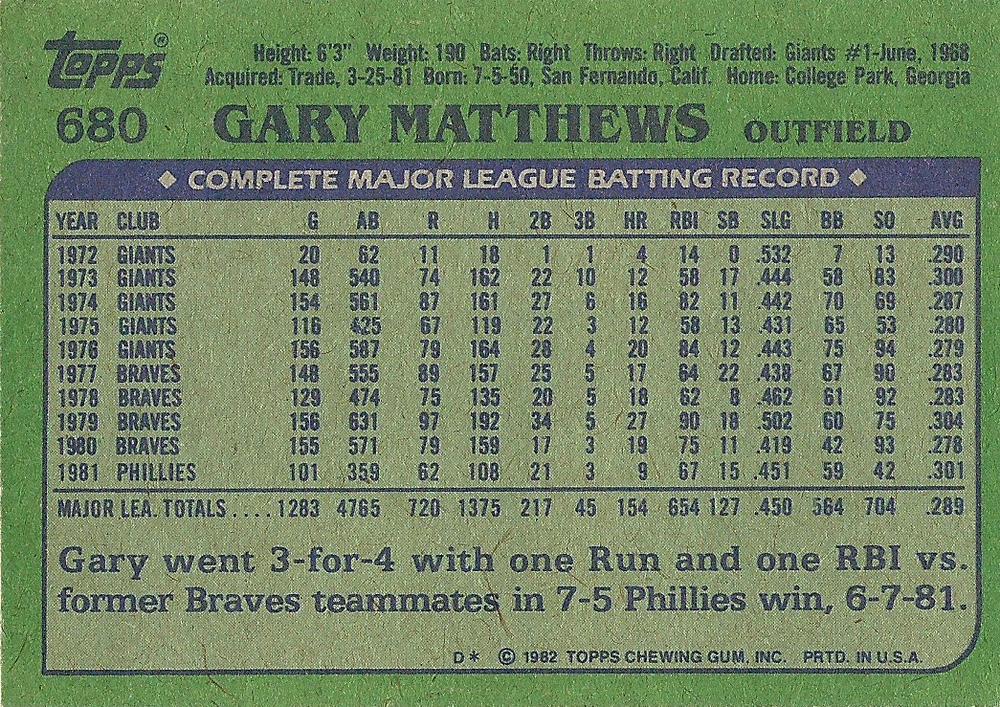 Topps® Height: 6'3" Weight: 190 Bats: Right Throws: Right Drafted: Giants #1-June, 1968
Acquired: Trade, 3-25-81 Born: 7-5-50, San Fernando, Calif. Home: College Park, Georgia
680 GARY MATTHEWS OUTFIELD
◆ COMPLETE MAJOR LEAGUE BATTING RECORD ◆
YEAR CLUB G AB R H 2B 3B HR RBI SB SLG BB SO AVG
1972 GIANTS 20 62 11 18 1 1 4 14 0 .532 7 13 .290
1973 GIANTS 148 540 74 162 22 10 12 58 17 .444 58 83 .300
1974 GIANTS 154 561 87 161 27 6 16 82 11 .442 70 69 .287
1975 GIANTS 116 425 67 119 22 3 12 58 13 .431 65 53 .280
1976 GIANTS 156 587 79 164 28 4 20 84 12 .443 75 94 .279
1977 BRAVES 148 555 89 157 25 5 17 64 22 .438 67 90 .283
1978 BRAVES 129 474 75 135 20 5 18 62 8 .462 61 92 .283
1979 BRAVES 156 631 97 192 34 5 27 90 18 .502 60 75 .304
1980 BRAVES 155 571 79 159 17 3 19 75 11 .419 42 93 .278
1981 PHILLIES 101 359 62 108 21 3 9 67 15 .451 59 42 .301
MAJOR LEA. TOTALS....1283 4765 720 1375 217 45 154 654 127 .450 564 704 .289
Gary went 3-for-4 with one Run and one RBI vs.
former Braves teammates in 7-5 Phillies win, 6-7-81.
D* © 1982 TOPPS CHEWING GUM, INC. PRTD. IN U.S.A.